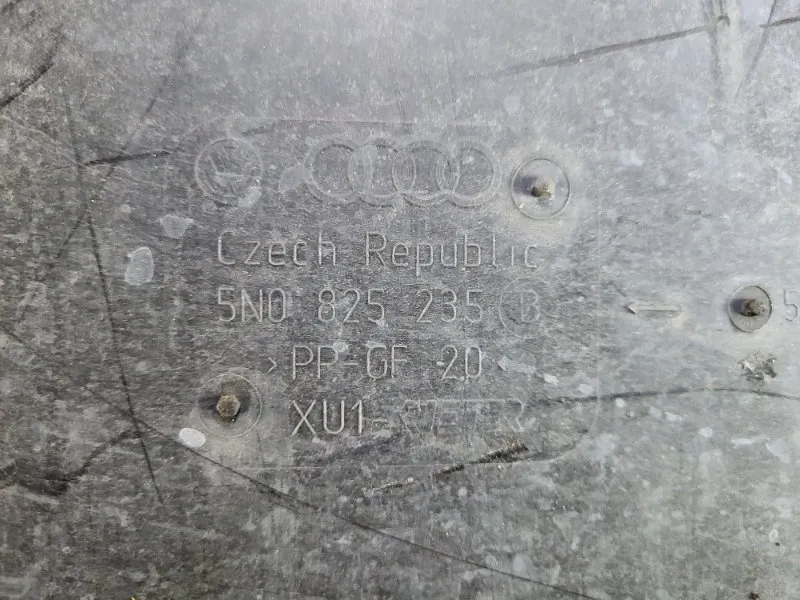 Czech Republic
5N0 825 235 B
>PP-GF 20<
XU1